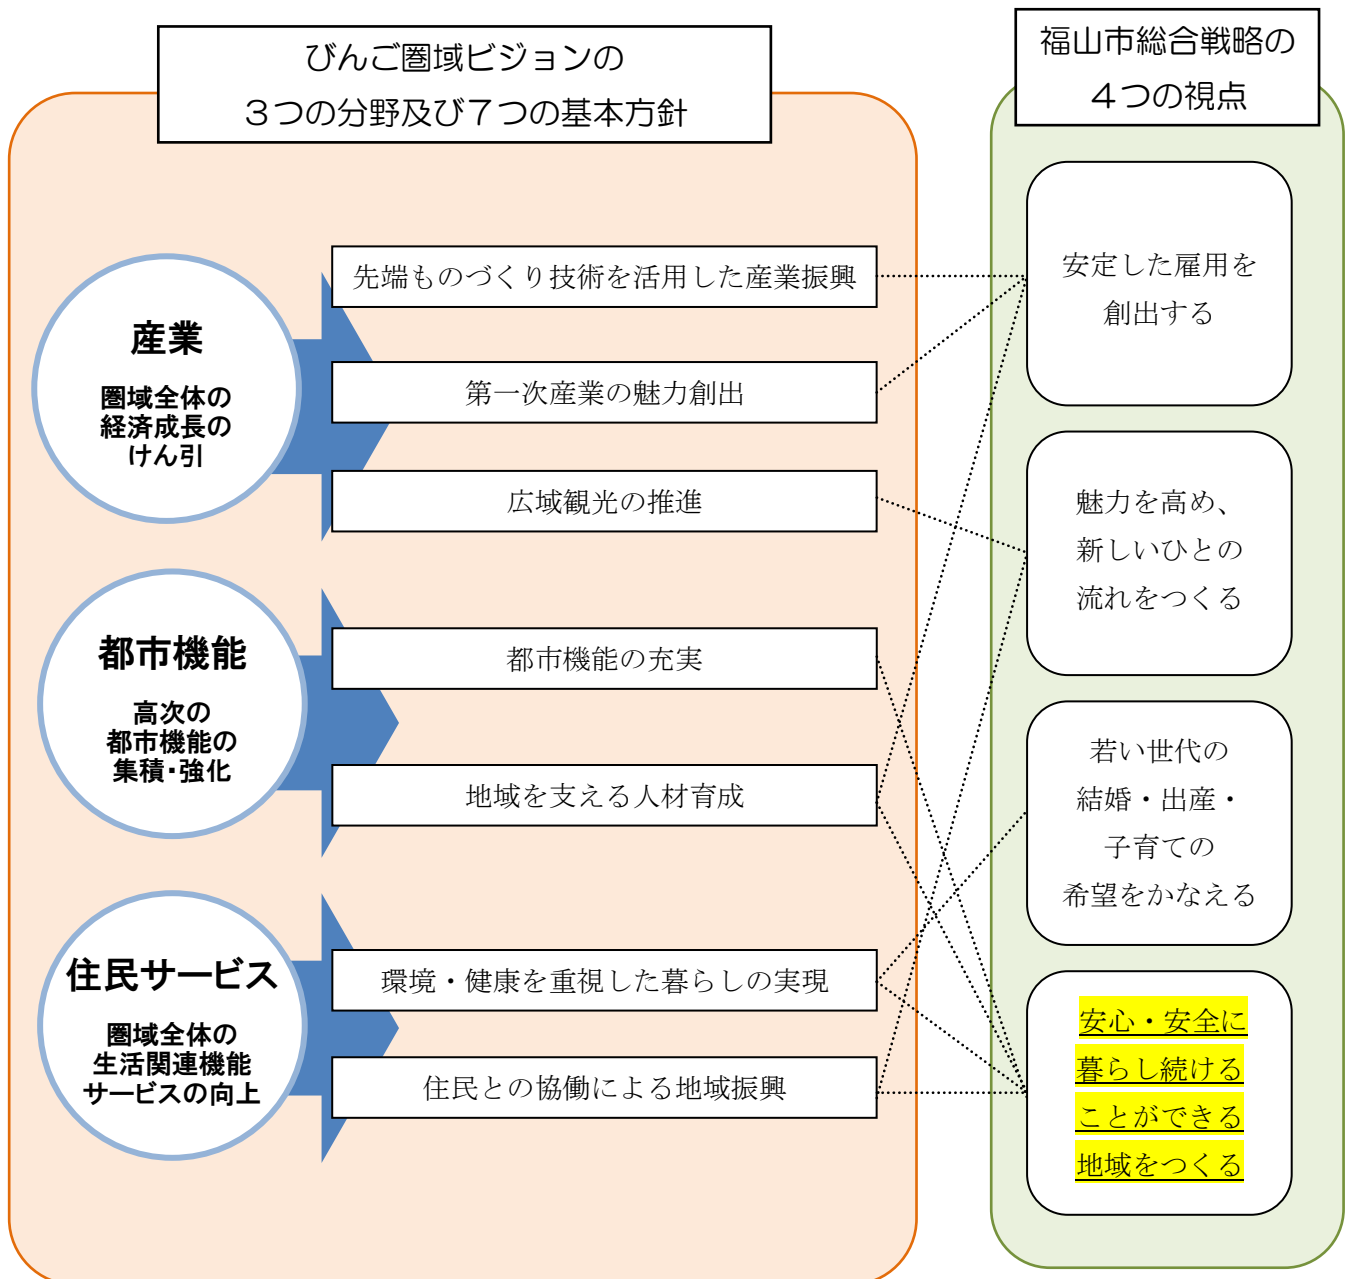 びんご圏域ビジョンの
３つの分野及び７つの基本方針
産業
圏域全体の
経済成長の
けん引
先端ものづくり技術を活用した産業振興
第一次産業の魅力創出
広域観光の推進
都市機能
高次の
都市機能の
集積・強化
都市機能の充実
地域を支える人材育成
住民サービス
圏域全体の
生活関連機能
サービスの向上
環境・健康を重視した暮らしの実現
住民との協働による地域振興
福山市総合戦略の
４つの視点
安定した雇用を
創出する
魅力を高め、
新しいひとの
流れをつくる
若い世代の
結婚・出産・
子育ての
希望をかなえる
安心・安全に
暮らし続ける
ことができる
地域をつくる